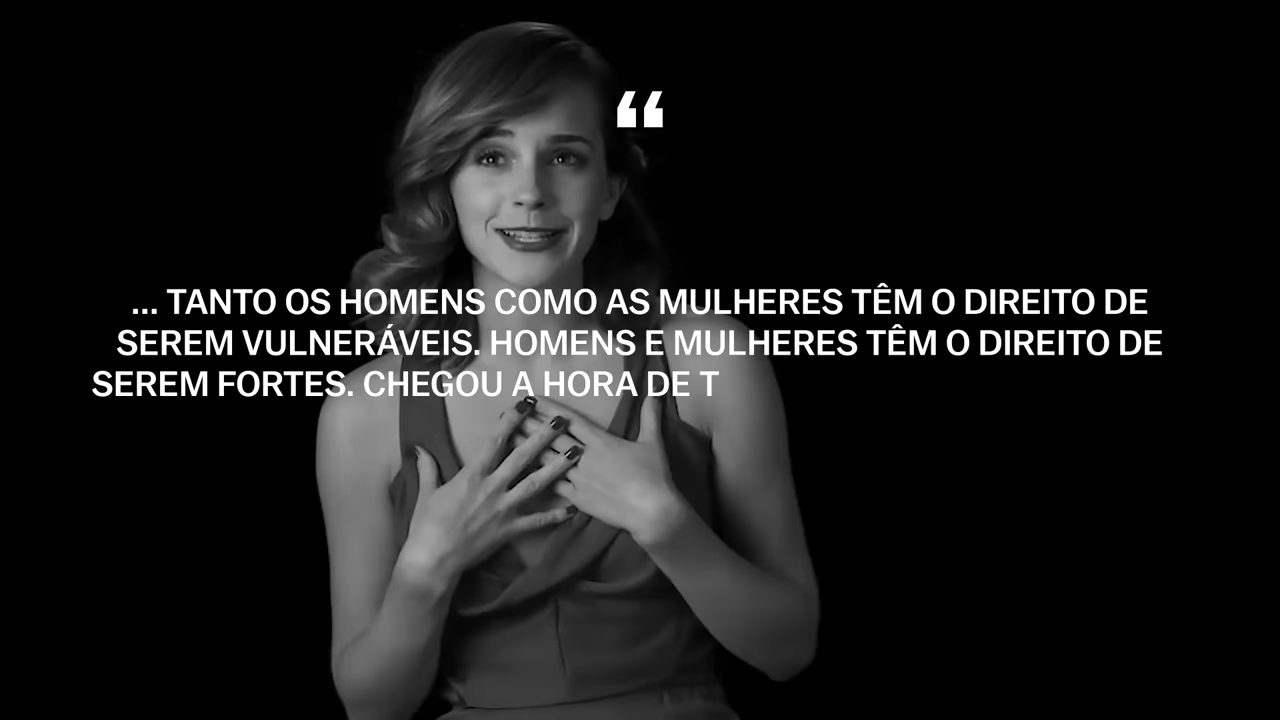 “
... TANTO OS HOMENS COMO AS MULHERES TÊM O DIREITO DE
SEREM VULNERÁVEIS. HOMENS E MULHERES TÊM O DIREITO DE
SEREM FORTES. CHEGOU A HORA DE T